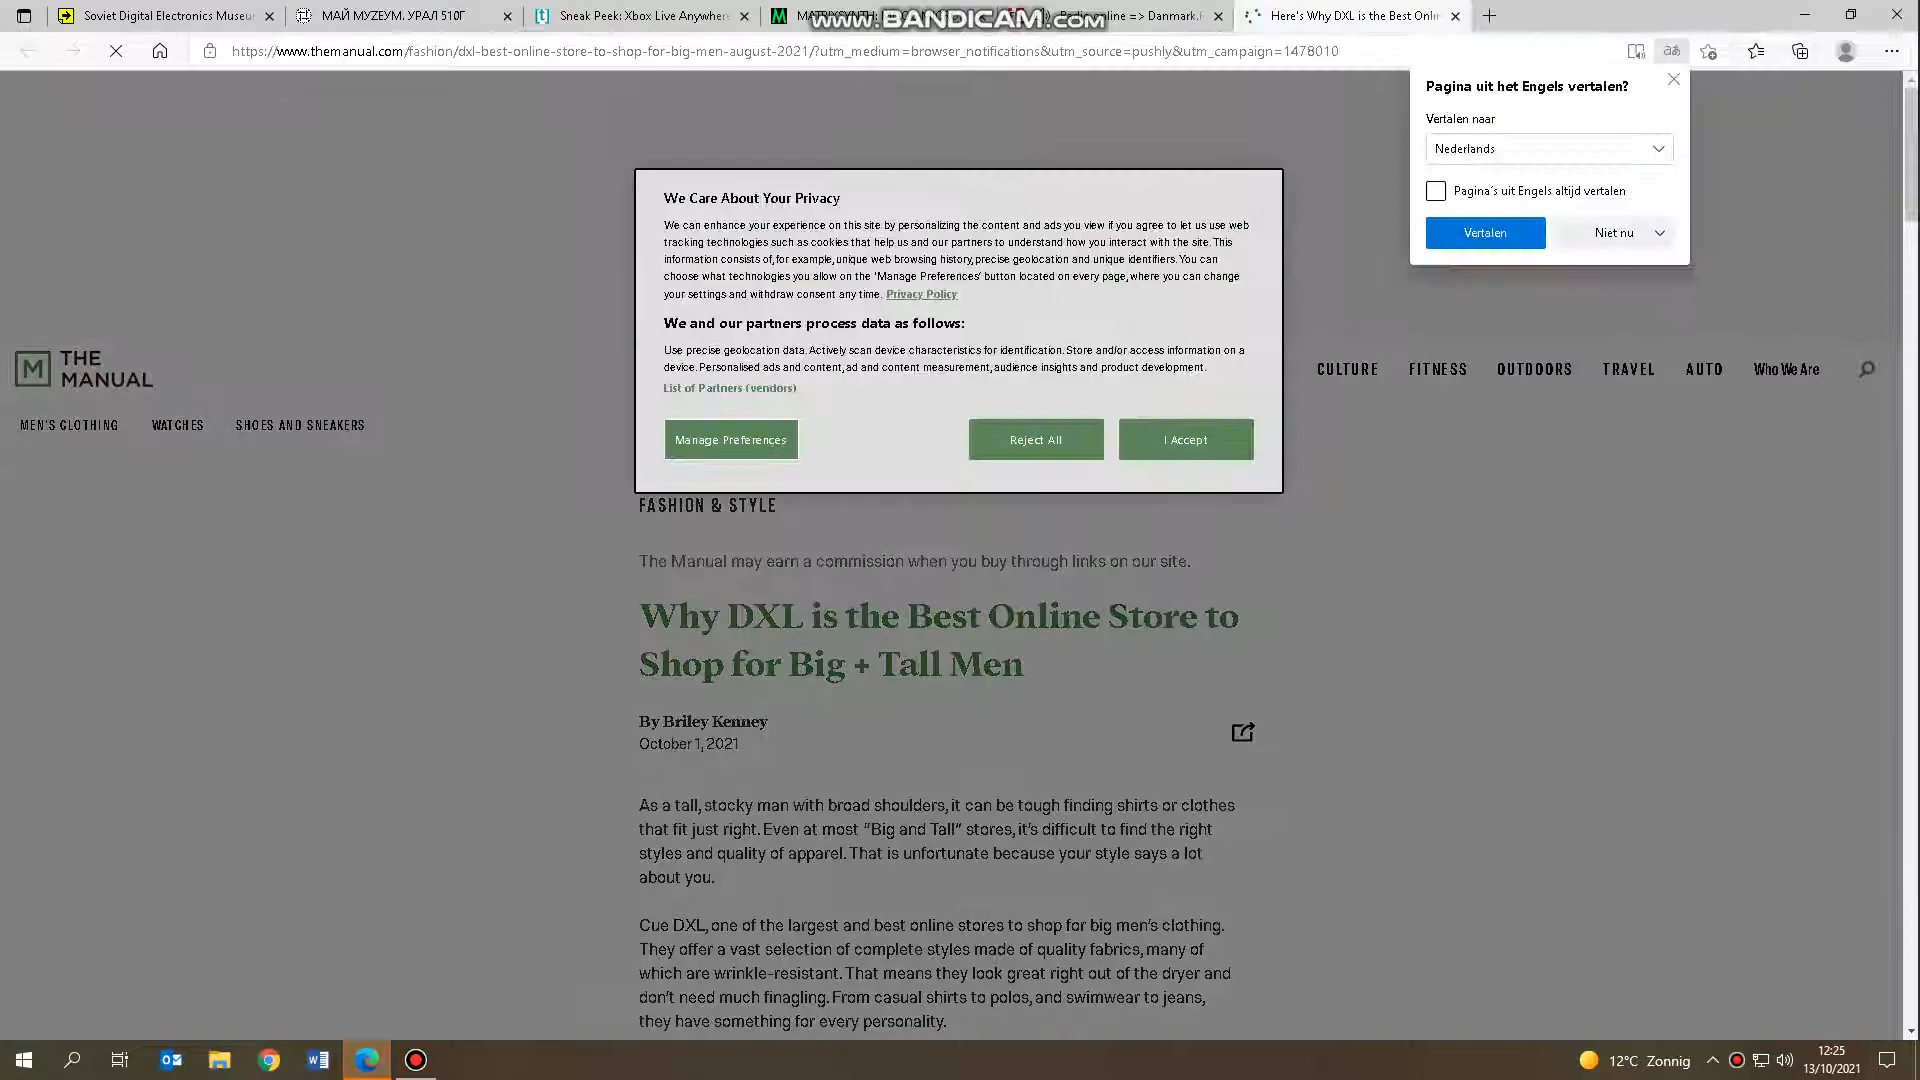 Soviet Digital Electronics Museu
МАЙ МУZЕУМ. УРАЛ 510Г
Sneak Peek: Xbox Live Anywher
MATRIXSYNTH:
online => Danmark.
Here's Why DXL is the Best Onli
www.BANDICAM.com
https://www.themanual.com/fashion/dxl-best-online-store-to-shop-for-big-men-august-2021/?utm_medium=browser_notifications&utm_source=pushly&utm_campaign=1478010
Pagina uit het Engels vertalen?
Vertalen naar
Nederlands
Pagina's uit Engels altijd vertalen
Vertalen
Niet nu
We Care About Your Privacy
We can enhance your experience on this site by personalizing the content and ads you view if you agree to let us use web
tracking technologies such as cookies that help us and our partners to understand how you interact with the site. This
information consists of, for example, unique web browsing history, precise geolocation and unique identifiers. You can
choose what technologies you allow on the 'Manage Preferences' button located on every page, where you can change
your settings and withdraw consent any time. Privacy Policy
We and our partners process data as follows:
Use precise geolocation data. Actively scan device characteristics for identification. Store and/or access information on a
device. Personalised ads and content, ad and content measurement, audience insights and product development.
List of Partners (vendors)
Manage Preferences
Reject All
I Accept
M THE
MANUAL
CULTURE
FITNESS
OUTDOORS
TRAVEL
AUTO
Who We Are
MEN'S CLOTHING
WATCHES
SHOES AND SNEAKERS
FASHION & STYLE
The Manual may earn a commission when you buy through links on our site.
Why DXL is the Best Online Store to
Shop for Big + Tall Men
By Briley Kenney
October 1, 2021
As a tall, stocky man with broad shoulders, it can be tough finding shirts or clothes
that fit just right. Even at most “Big and Tall” stores, it’s difficult to find the right
styles and quality of apparel. That is unfortunate because your style says a lot
about you.
Cue DXL, one of the largest and best online stores to shop for big men’s clothing.
They offer a vast selection of complete styles made of quality fabrics, many of
which are wrinkle-resistant. That means they look great right out of the dryer and
don’t need much finagling. From casual shirts to polos, and swimwear to jeans,
they have something for every personality.
12°C Zonnig
12:25
13/10/2021